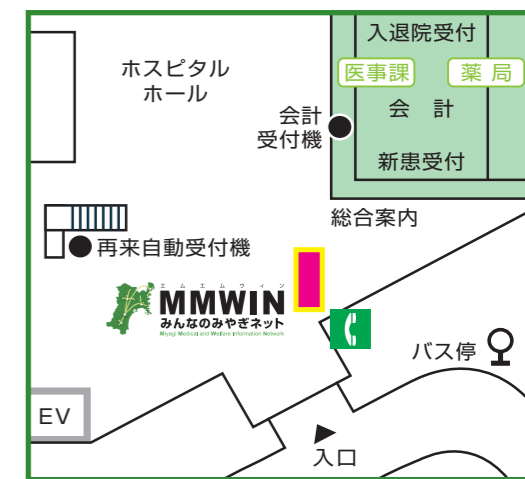 入退院受付
医事課
薬局
ホスピタル
ホール
会計
会計
受付機
新患受付
総合案内
再来自動受付機
エムエムウィン
MMWIN
みんなのみやぎネット
Miyagi Medical and Welfare Information Network
バス停
EV
入口